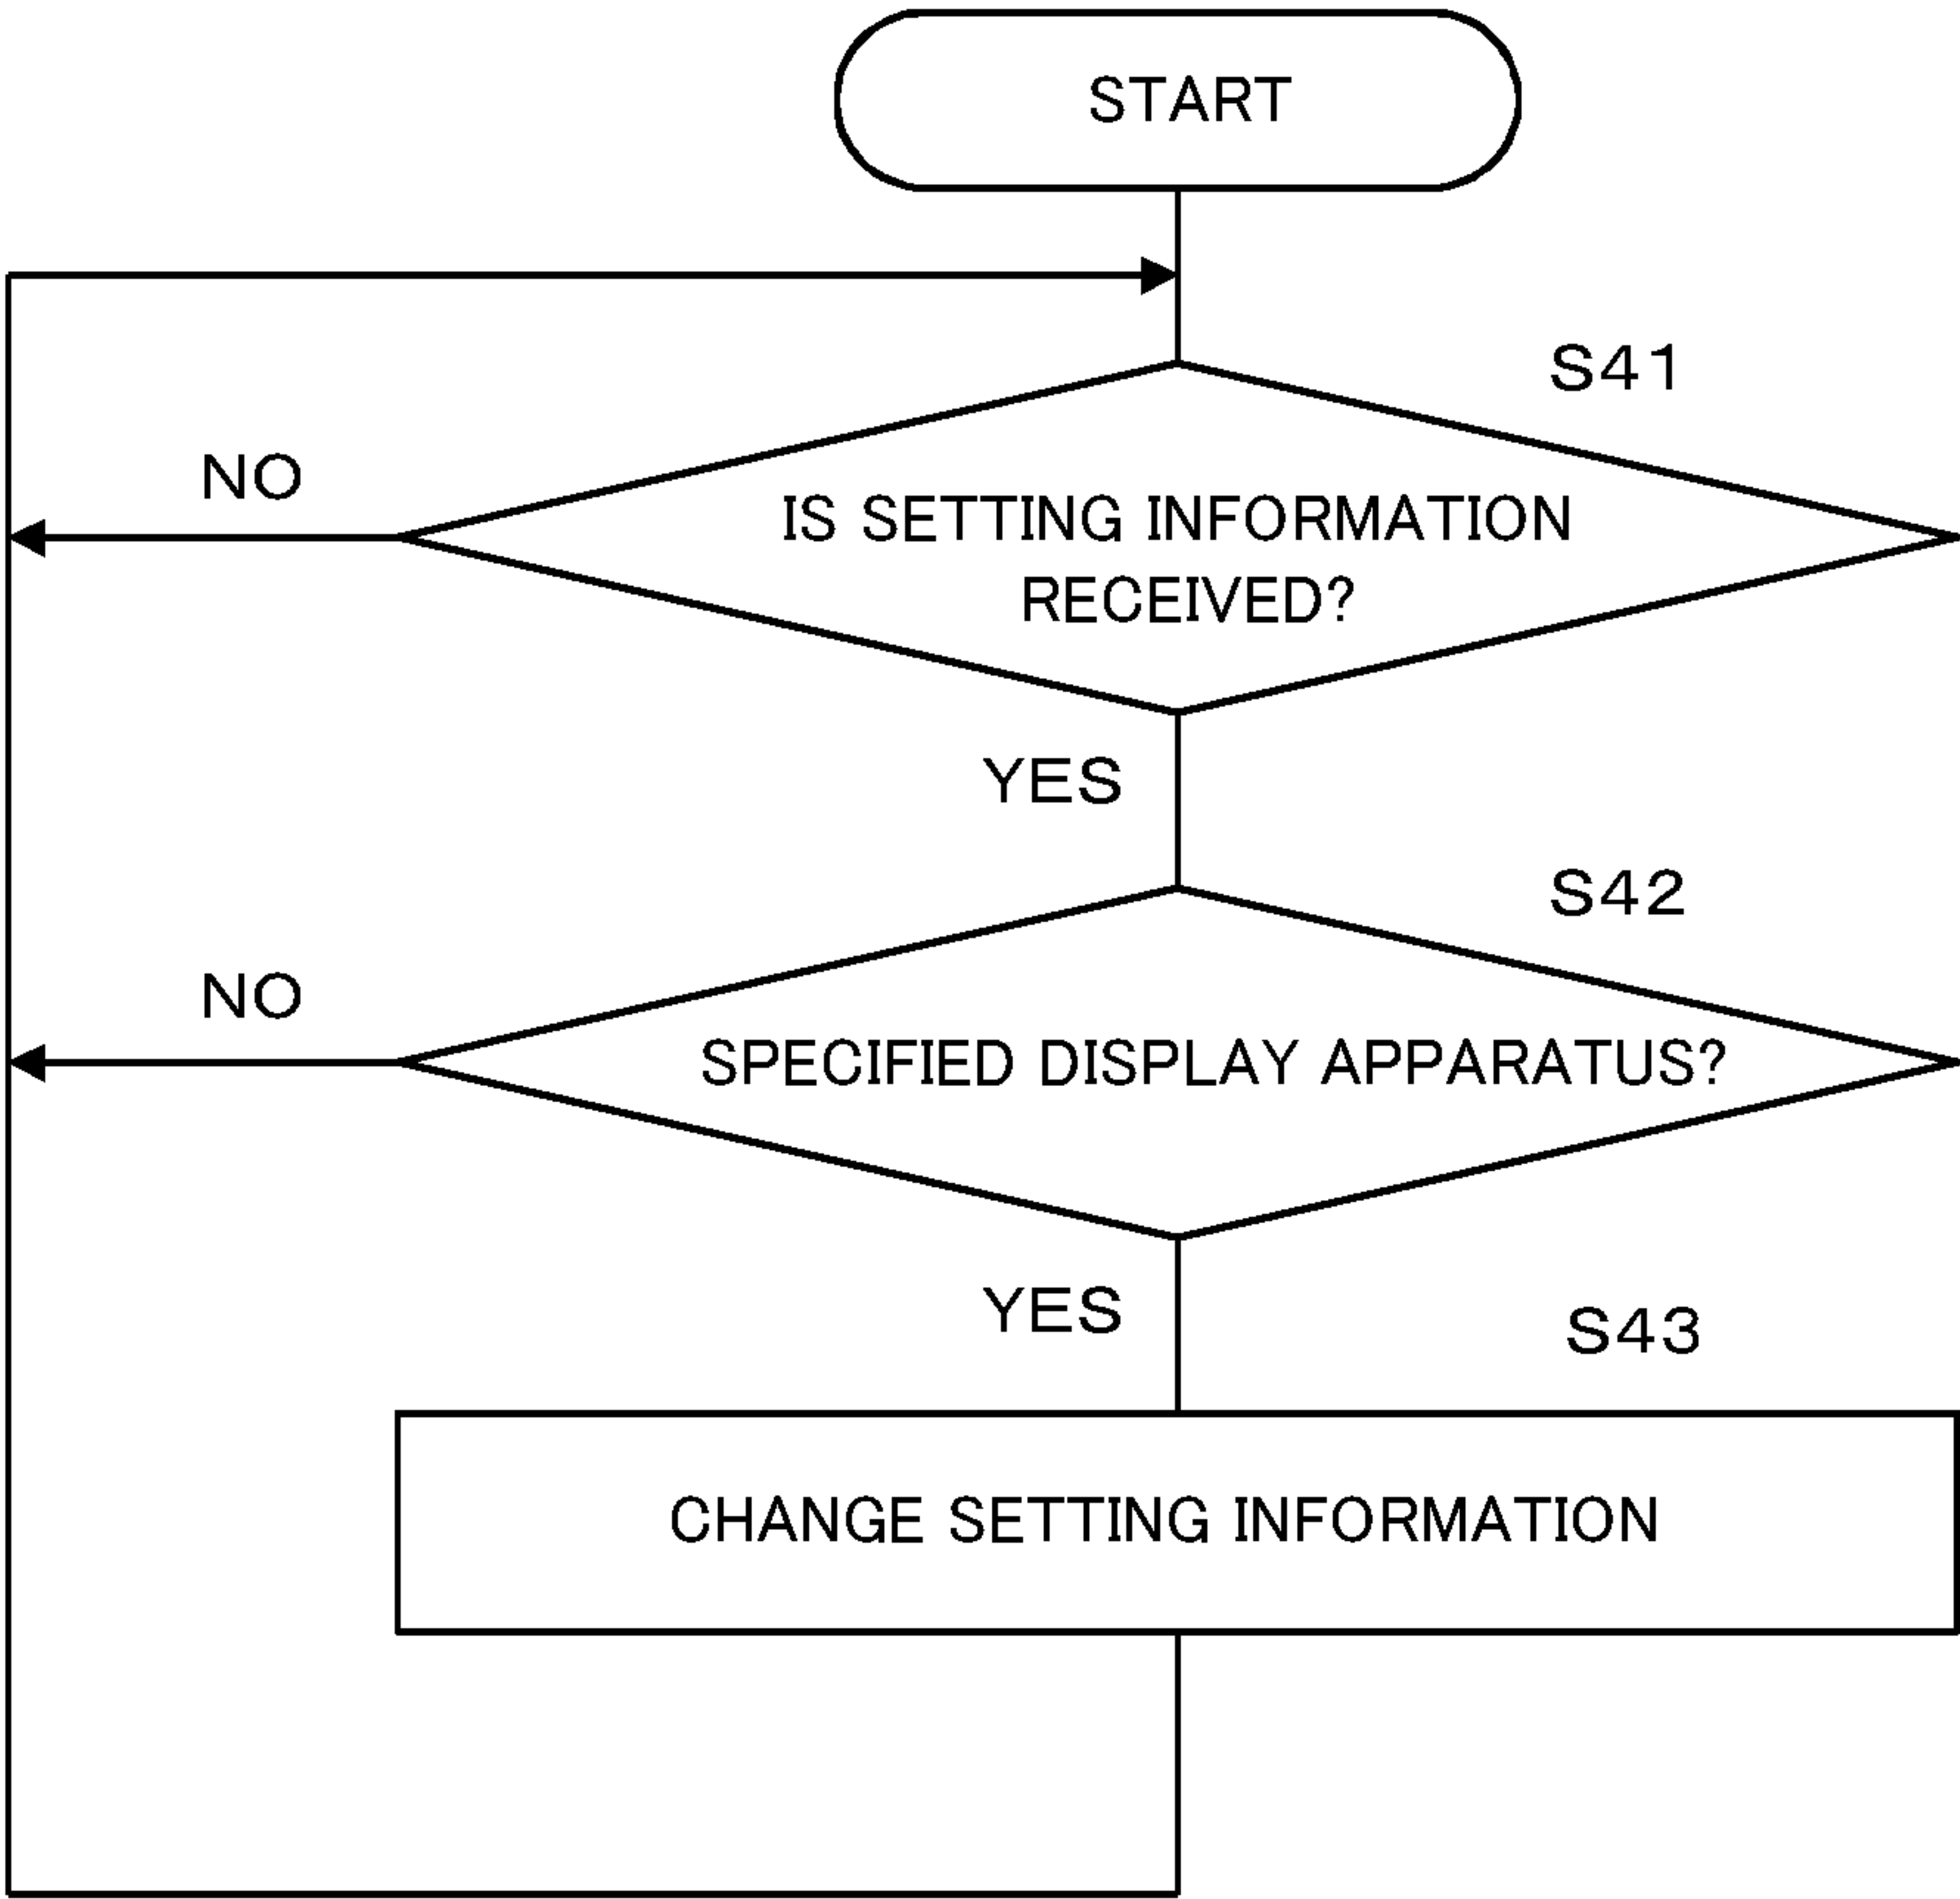 START
S41
NO
IS SETTING INFORMATION
RECEIVED?
YES
S42
NO
SPECIFIED DISPLAY APPARATUS?
YES
S43
CHANGE SETTING INFORMATION